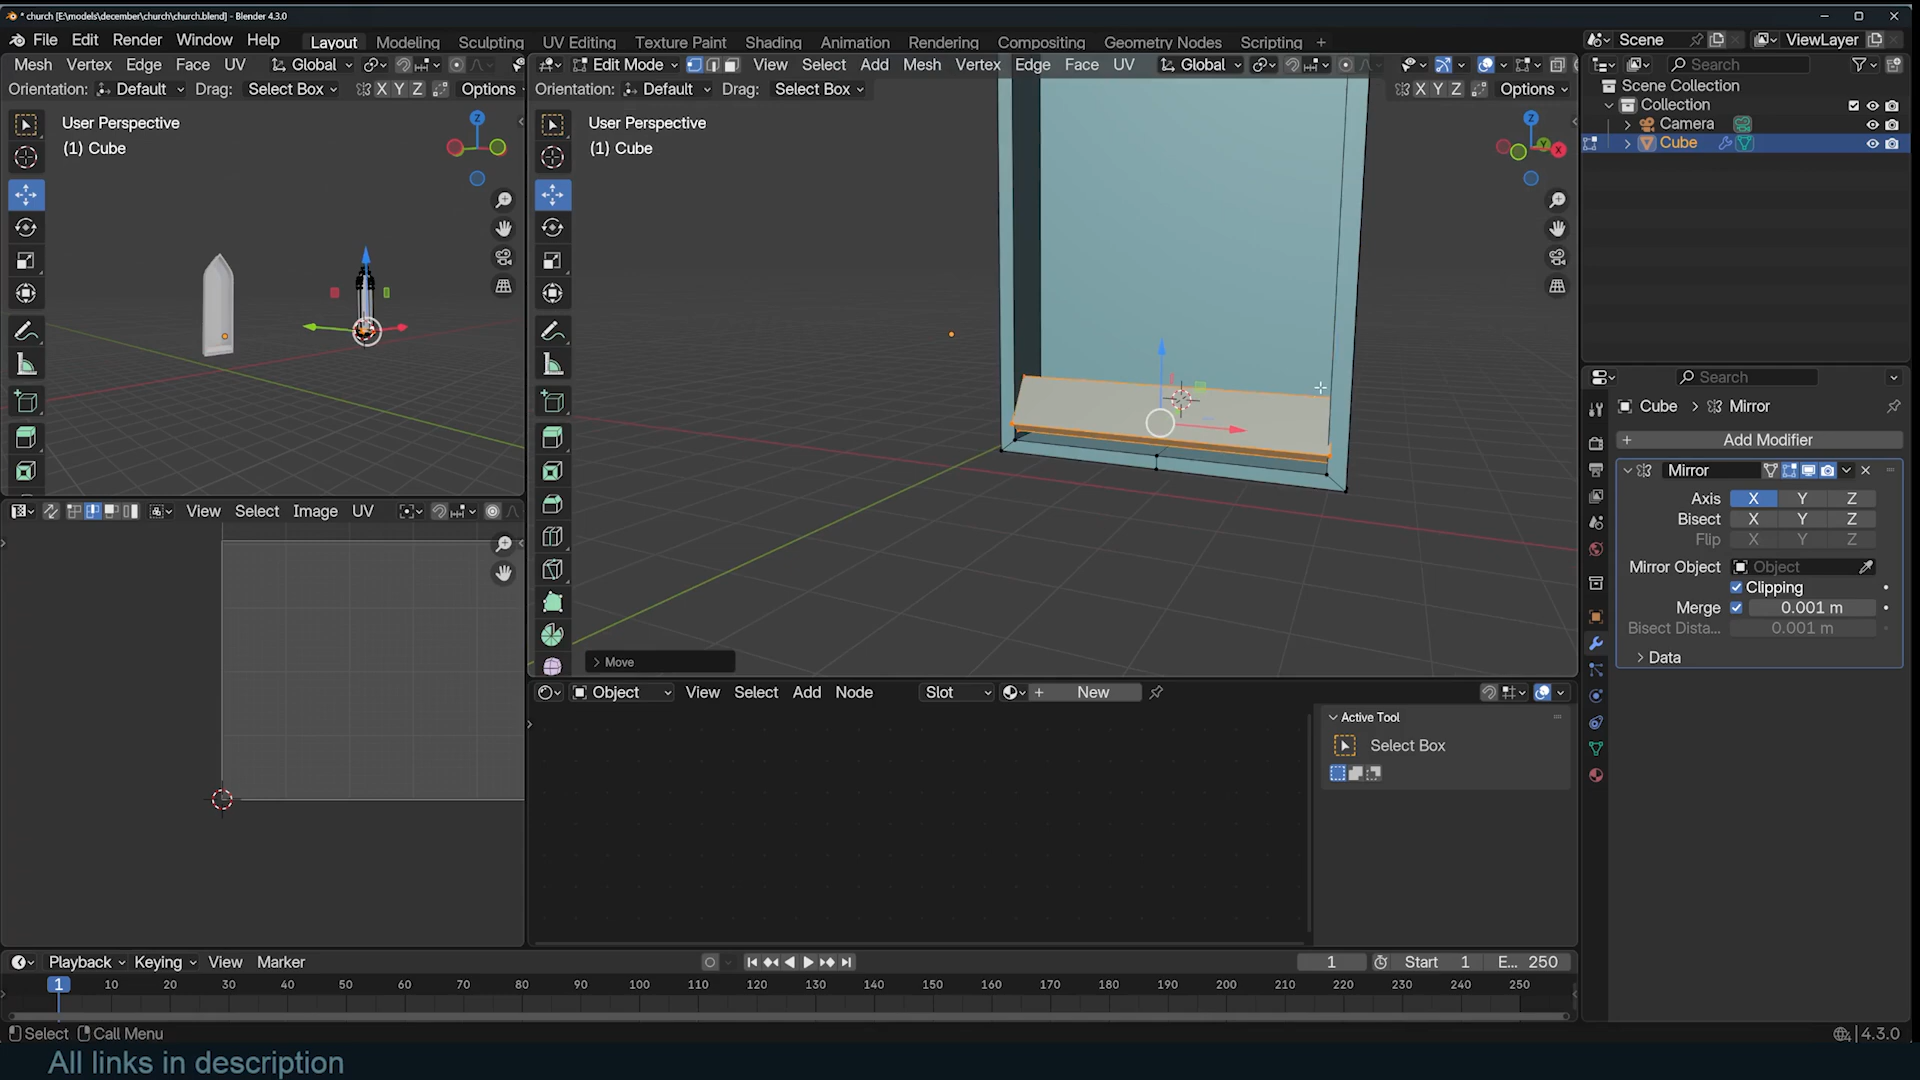 * church [E:\models\december\church\church.blend] - Blender 4.3.0
File Edit Render Window Help Layout Modeling Sculpting UV Editing Texture Paint Shading Animation Rendering Compositing Geometry Nodes Scripting + Scene ViewLayer
Mesh Vertex Edge Face UV Global Edit Mode View Select Add Mesh Vertex Edge Face UV Global Search
Orientation: Default Drag: Select Box X Y Z Options Orientation: Default Drag: Select Box X Y Z Options
Scene Collection
Collection
Camera
Cube
User Perspective
(1) Cube
Z
User Perspective
(1) Cube
Z
Y
X
Search
Cube > Mirror
+ Add Modifier
Mirror
Axis X Y Z
Bisect X Y Z
Flip X Y Z
Mirror Object Object
Clipping
Merge 0.001 m
Bisect Dista... 0.001 m
> Data
View Select Image UV
> Move
Object View Select Add Node Slot + New
Active Tool
Select Box
Playback Keying View Marker 1 Start 1 E... 250
1 10 20 30 40 50 60 70 80 90 100 110 120 130 140 150 160 170 180 190 200 210 220 230 240 250
Select Call Menu 4.3.0
All links in description